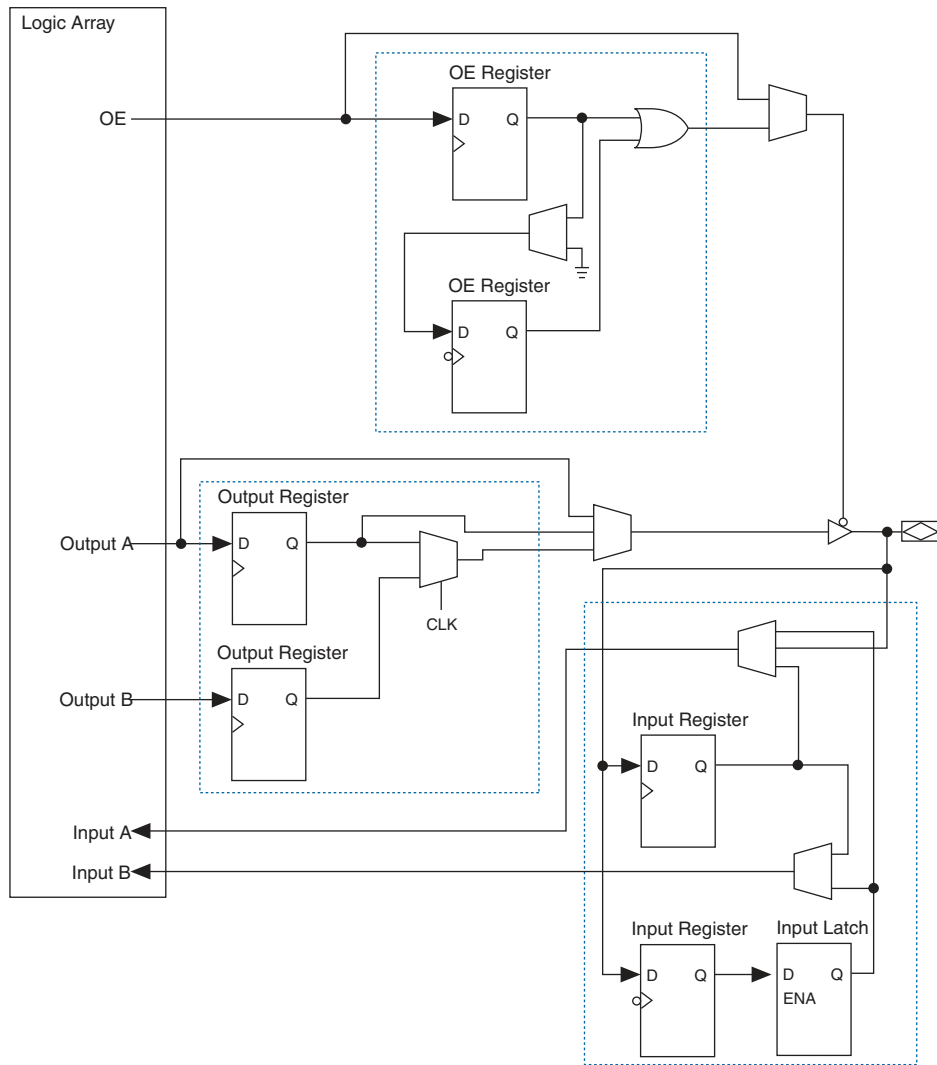 Logic Array
OE
OE Register
D Q
OE Register
D Q
Output A
Output Register
D Q
CLK
Output B
Output Register
D Q
Input Register
D Q
Input A
Input B
Input Register
D Q
Input Latch
D Q
ENA